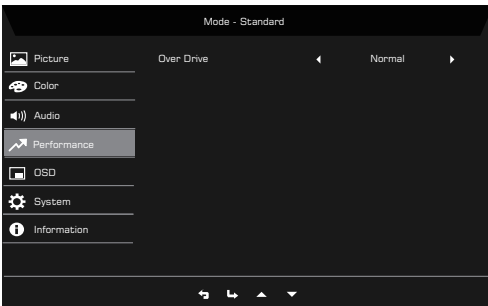 Mode - Standard
Picture
Over Drive Normal
Color
Audio
Performance
OSD
System
Information